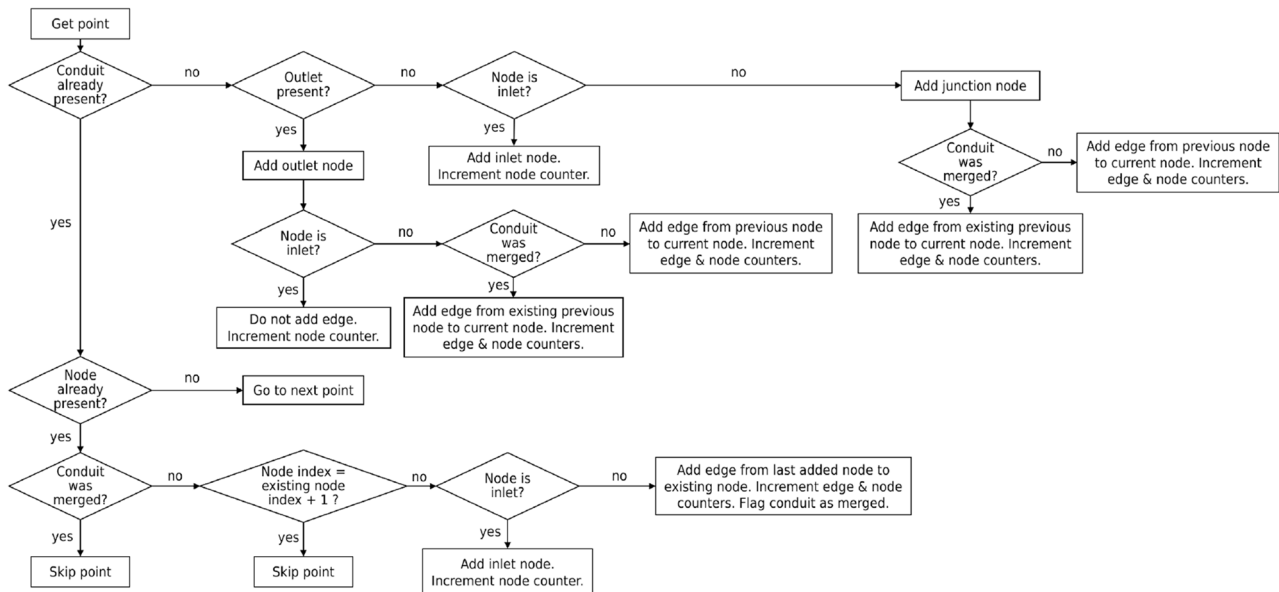 Get point
Conduit
already
present?
no
Outlet
present?
no
Node is
inlet?
no
Add junction node
yes
yes
yes
Add outlet node
Add inlet node.
Increment node counter.
Conduit
was
merged?
no
Add edge from previous node
to current node. Increment
edge & node counters.
yes
Add edge from existing previous
node to current node. Increment
edge & node counters.
Node is
inlet?
no
Conduit
was
merged?
no
Add edge from previous node
to current node. Increment
edge & node counters.
yes
Do not add edge.
Increment node counter.
yes
Add edge from existing previous
node to current node. Increment
edge & node counters.
Node
already
present?
no
Go to next point
yes
Conduit
was
merged?
no
Node index =
existing node
index + 1 ?
no
Node is
inlet?
no
Add edge from last added node to
existing node. Increment edge & node
counters. Flag conduit as merged.
yes
Skip point
yes
Skip point
yes
Add inlet node.
Increment node counter.